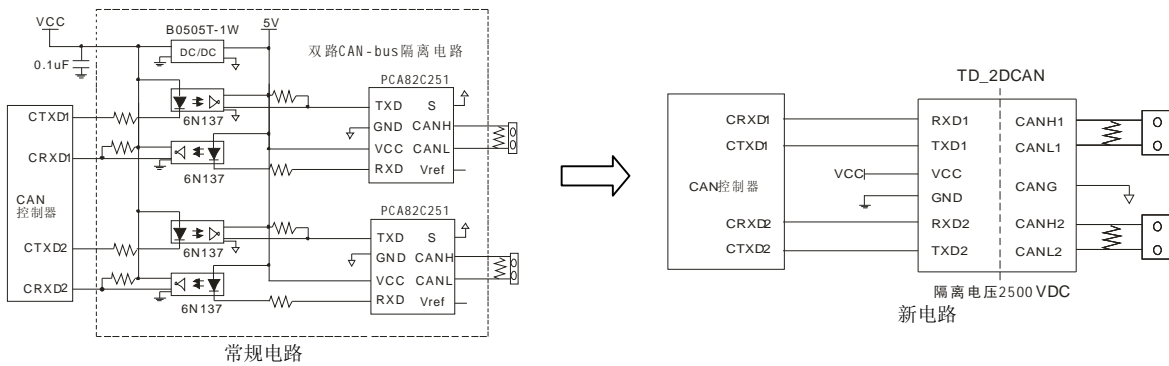 VCC
0.1uF
B0505T-1W
DC/DC
5V
双路CAN-bus隔离电路
CAN
控制器
CTXD1
CRXD1
CTXD2
CRXD2
6N137
6N137
6N137
6N137
PCA82C251
TXD S
GND CANH
VCC CANL
RXD Vref
PCA82C251
TXD S
GND CANH
VCC CANL
RXD Vref
常规电路
CAN控制器
CRXD1
CTXD1
CRXD2
CTXD2
VCC
TD_2DCAN
RXD1 CANH1
TXD1 CANL1
VCC
CANG
GND
RXD2 CANH2
TXD2 CANL2
隔离电压2500 VDC
新电路